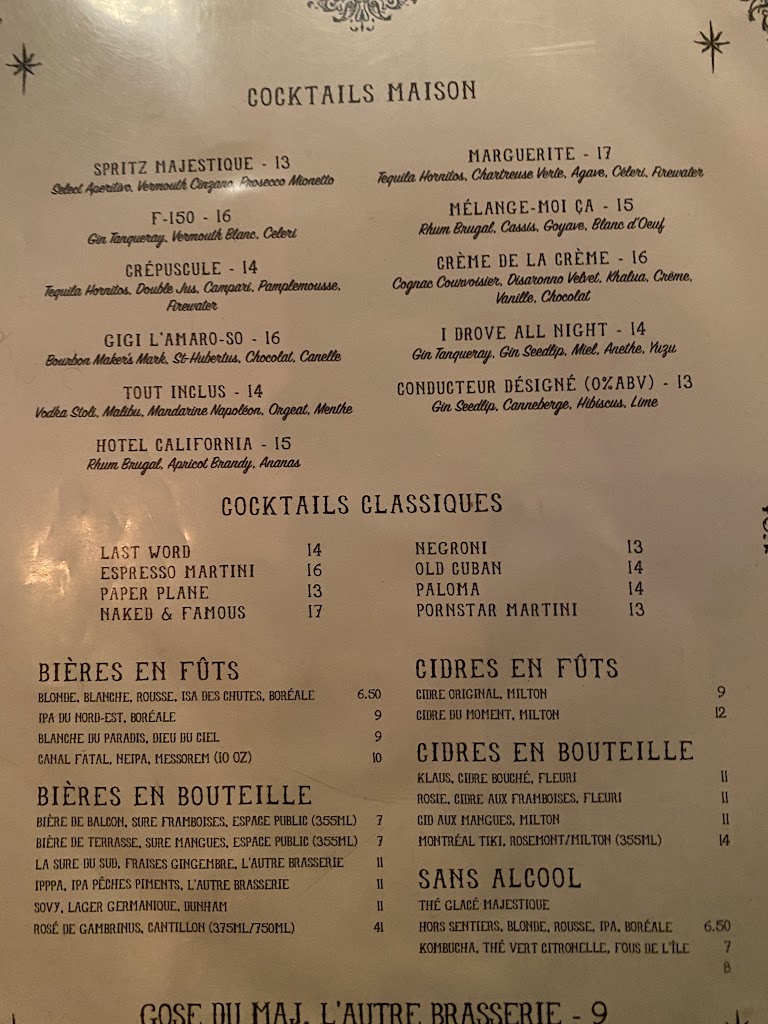 COCKTAILS MAISON
SPRITZ MAJESTIQUE - 13
Select Aperitivo, Vermouth Cinzano, Prosecco Mionetto
F-150 - 16
Gin Tanqueray, Vermouth Blanc, Celeri
CRÉPUSCULE - 14
Tequila Hornitos, Double Jus, Campari, Pamplemousse,
Firewater
GIGI L'AMARO-SO - 16
Bourbon Maker's Mark, St-Hubertus, Chocolat, Canelle
TOUT INCLUS - 14
Vodka Stoli, Malibu, Mandarine Napoléon, Orgeat, Menthe
HOTEL CALIFORNIA - 15
Rhum Brugal, Apricot Brandy, Ananas
MARGUERITE - 17
Tequila Hornitos, Chartreuse Verte, Agave, Céleri, Firewater
MÉLANGE-MOI ÇA - 15
Rhum Brugal, Cassis, Goyave, Blanc d'Oeuf
CRÈME DE LA CRÈME - 16
Cognac Courvoisier, Disaronno Velvet, Khalua, Crème,
Vanille, Chocolat
I DROVE ALL NIGHT - 14
Gin Tanqueray, Gin Seedlip, Miel, Anethe, Yuzu
CONDUCTEUR DÉSIGNÉ (0%ABV) - 13
Gin Seedlip, Canneberge, Hibiscus, Lime
COCKTAILS CLASSIQUES
LAST WORD 14
ESPRESSO MARTINI 16
PAPER PLANE 13
NAKED & FAMOUS 17
NEGRONI 13
OLD CUBAN 14
PALOMA 14
PORNSTAR MARTINI 13
BIÈRES EN FÛTS
BLONDE, BLANCHE, ROUSSE, ISA DES CHUTES, BORÉALE 6.50
IPA DU NORD-EST, BORÉALE 9
BLANCHE DU PARADIS, DIEU DU CIEL 9
CANAL FATAL, NEIPA, MESSOREM (10 OZ) 10
BIÈRES EN BOUTEILLE
BIÈRE DE BALCON, SURE FRAMBOISES, ESPACE PUBLIC (355ML) 7
BIÈRE DE TERRASSE, SURE MANGUES, ESPACE PUBLIC (355ML) 7
LA SURE DU SUD, FRAISES GINGEMBRE, L'AUTRE BRASSERIE 11
IPPPA, IPA PÊCHES PIMENTS, L'AUTRE BRASSERIE 11
SOVY, LAGER GERMANIQUE, DUNHAM 11
ROSÉ DE GAMBRINUS, CANTILLON (375ML/750ML) 41
CIDRES EN FÛTS
CIDRE ORIGINAL, MILTON 9
CIDRE DU MOMENT, MILTON 12
CIDRES EN BOUTEILLE
KLAUS, CIDRE BOUCHÉ, FLEURI 11
ROSIE, CIDRE AUX FRAMBOISES, FLEURI 11
CID AUX MANGUES, MILTON 11
MONTRÉAL TIKI, ROSEMONT/MILTON (355ML) 14
SANS ALCOOL
THÉ GLACÉ MAJESTIQUE
HORS SENTIERS, BLONDE, ROUSSE, IPA, BORÉALE 6.50
KOMBUCHA, THÉ VERT CITRONELLE, FOUS DE L'ÎLE 7
8
GOSE DU MAJ, L'AUTRE BRASSERIE - 9